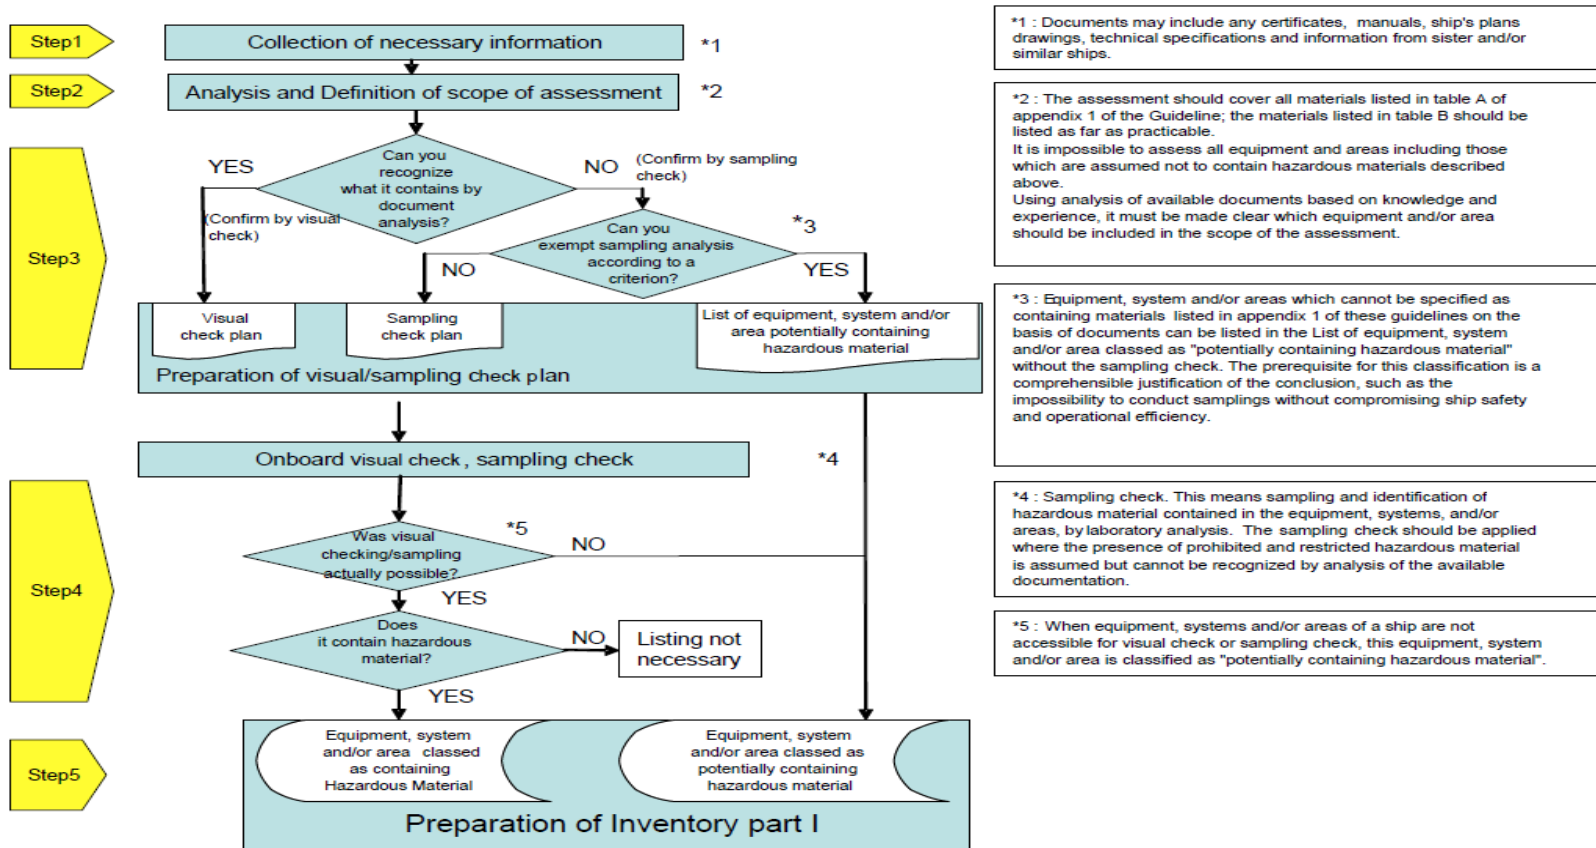 Step1
Collection of necessary information
*1
Step2
Analysis and Definition of scope of assessment
*2
YES
Can you
recognize
what it contains by
document
analysis?
NO
(Confirm by sampling
check)
(Confirm by visual
check)
Step3
Can you
exempt sampling analysis
according to a
criterion?
*3
NO
YES
Visual
check plan
Sampling
check plan
List of equipment, system and/or
area potentially containing
hazardous material
Preparation of visual/sampling check plan
Onboard visual check , sampling check
*4
Step4
Was visual
checking/sampling
actually possible?
*5
NO
YES
Does
it contain hazardous
material?
NO
Listing not
necessary
YES
Step5
Equipment, system
and/or area classed
as containing
Hazardous Material
Equipment, system
and/or area classed as
potentially containing
hazardous material
Preparation of Inventory part I
*1 : Documents may include any certificates, manuals, ship's plans
drawings, technical specifications and information from sister and/or
similar ships.
*2 : The assessment should cover all materials listed in table A of
appendix 1 of the Guideline; the materials listed in table B should be
listed as far as practicable.
It is impossible to assess all equipment and areas including those
which are assumed not to contain hazardous materials described
above.
Using analysis of available documents based on knowledge and
experience, it must be made clear which equipment and/or area
should be included in the scope of the assessment.
*3 : Equipment, system and/or areas which cannot be specified as
containing materials listed in appendix 1 of these guidelines on the
basis of documents can be listed in the List of equipment, system
and/or area classed as "potentially containing hazardous material"
without the sampling check. The prerequisite for this classification is a
comprehensible justification of the conclusion, such as the
impossibility to conduct samplings without compromising ship safety
and operational efficiency.
*4 : Sampling check. This means sampling and identification of
hazardous material contained in the equipment, systems, and/or
areas, by laboratory analysis. The sampling check should be applied
where the presence of prohibited and restricted hazardous material
is assumed but cannot be recognized by analysis of the available
documentation.
*5 : When equipment, systems and/or areas of a ship are not
accessible for visual check or sampling check, this equipment, system
and/or area is classified as "potentially containing hazardous material".